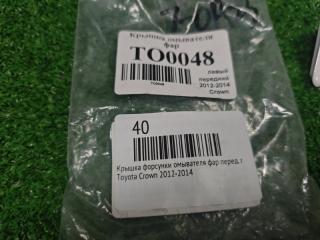 Крышка омывателя
фар
TO0048
левый
передний
2012-2014
Crown
TO0048
40
Крышка форсунки омывателя фар перед. г
Toyota Crown 2012-2014